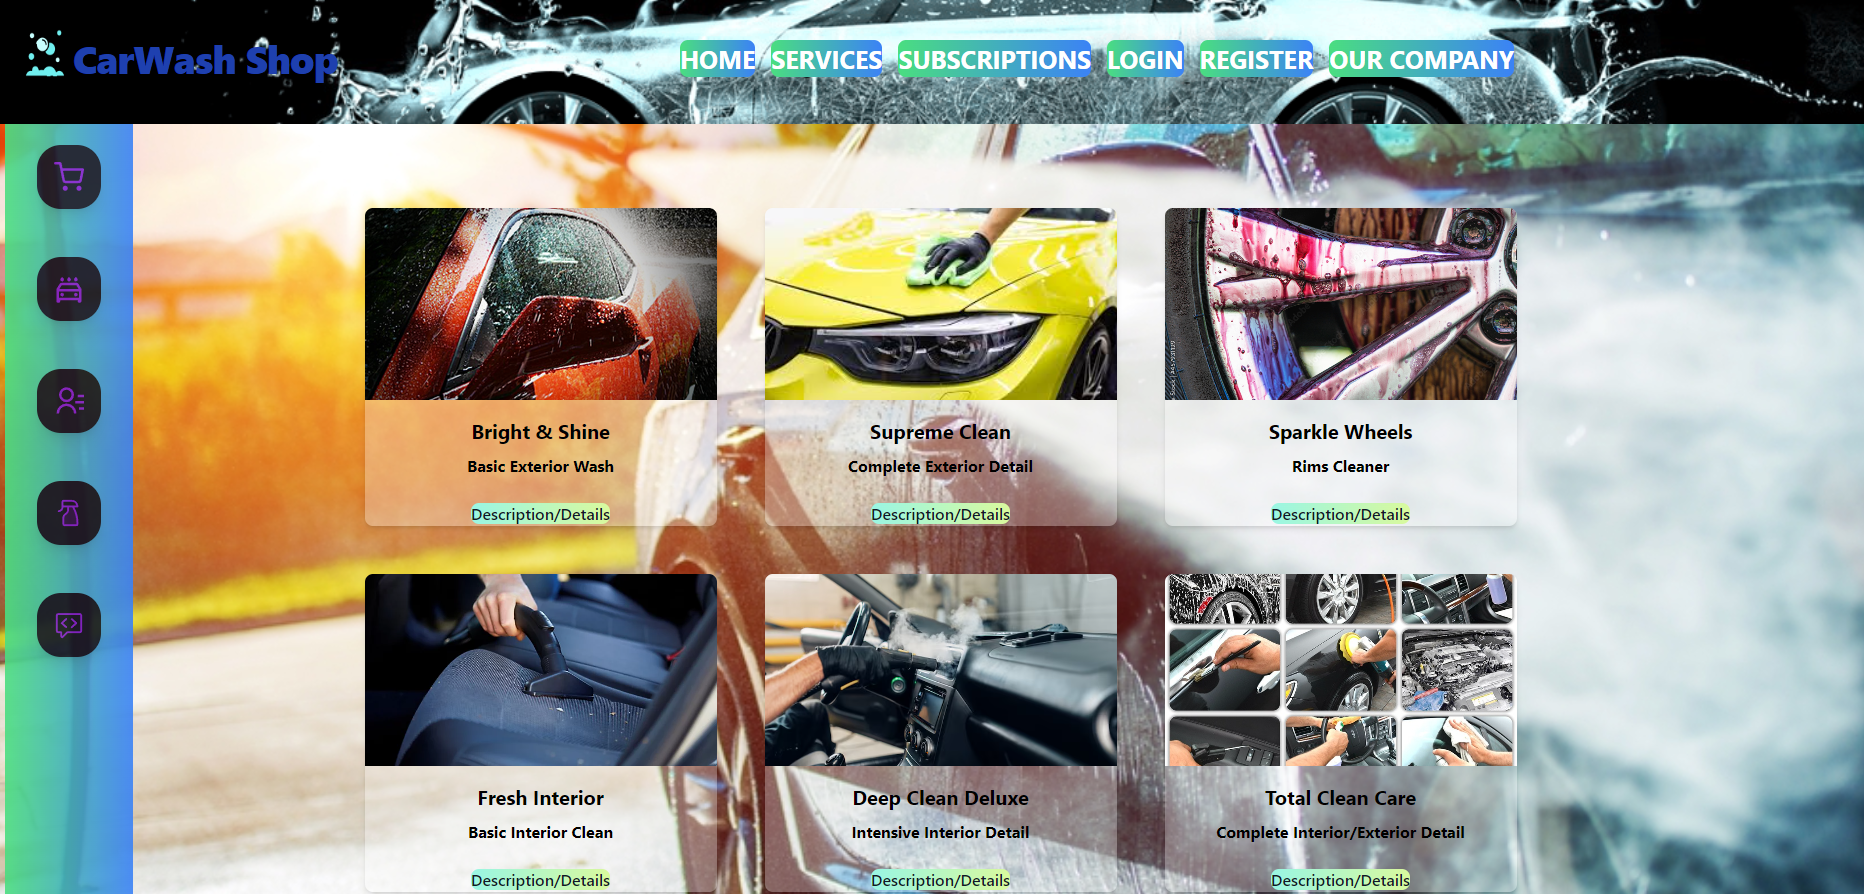 CarWash Shop
HOME SERVICES SUBSCRIPTIONS LOGIN REGISTER OUR COMPANY
Bright & Shine
Basic Exterior Wash
Description/Details
Supreme Clean
Complete Exterior Detail
Description/Details
Sparkle Wheels
Rims Cleaner
Description/Details
Fresh Interior
Basic Interior Clean
Description/Details
Deep Clean Deluxe
Intensive Interior Detail
Description/Details
Total Clean Care
Complete Interior/Exterior Detail
Description/Details